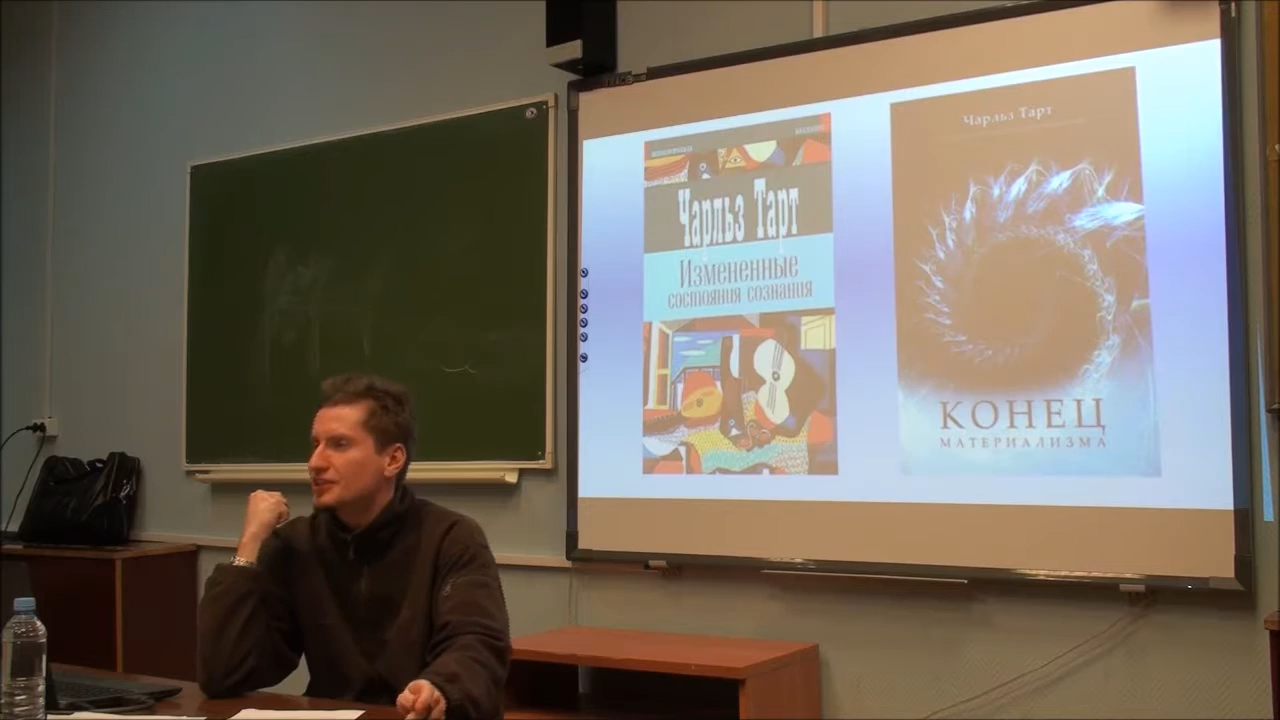 Чарльз Тарт
Измененные
состояния сознания
Чарльз Тарт
КОНЕЦ
МАТЕРИАЛИЗМА